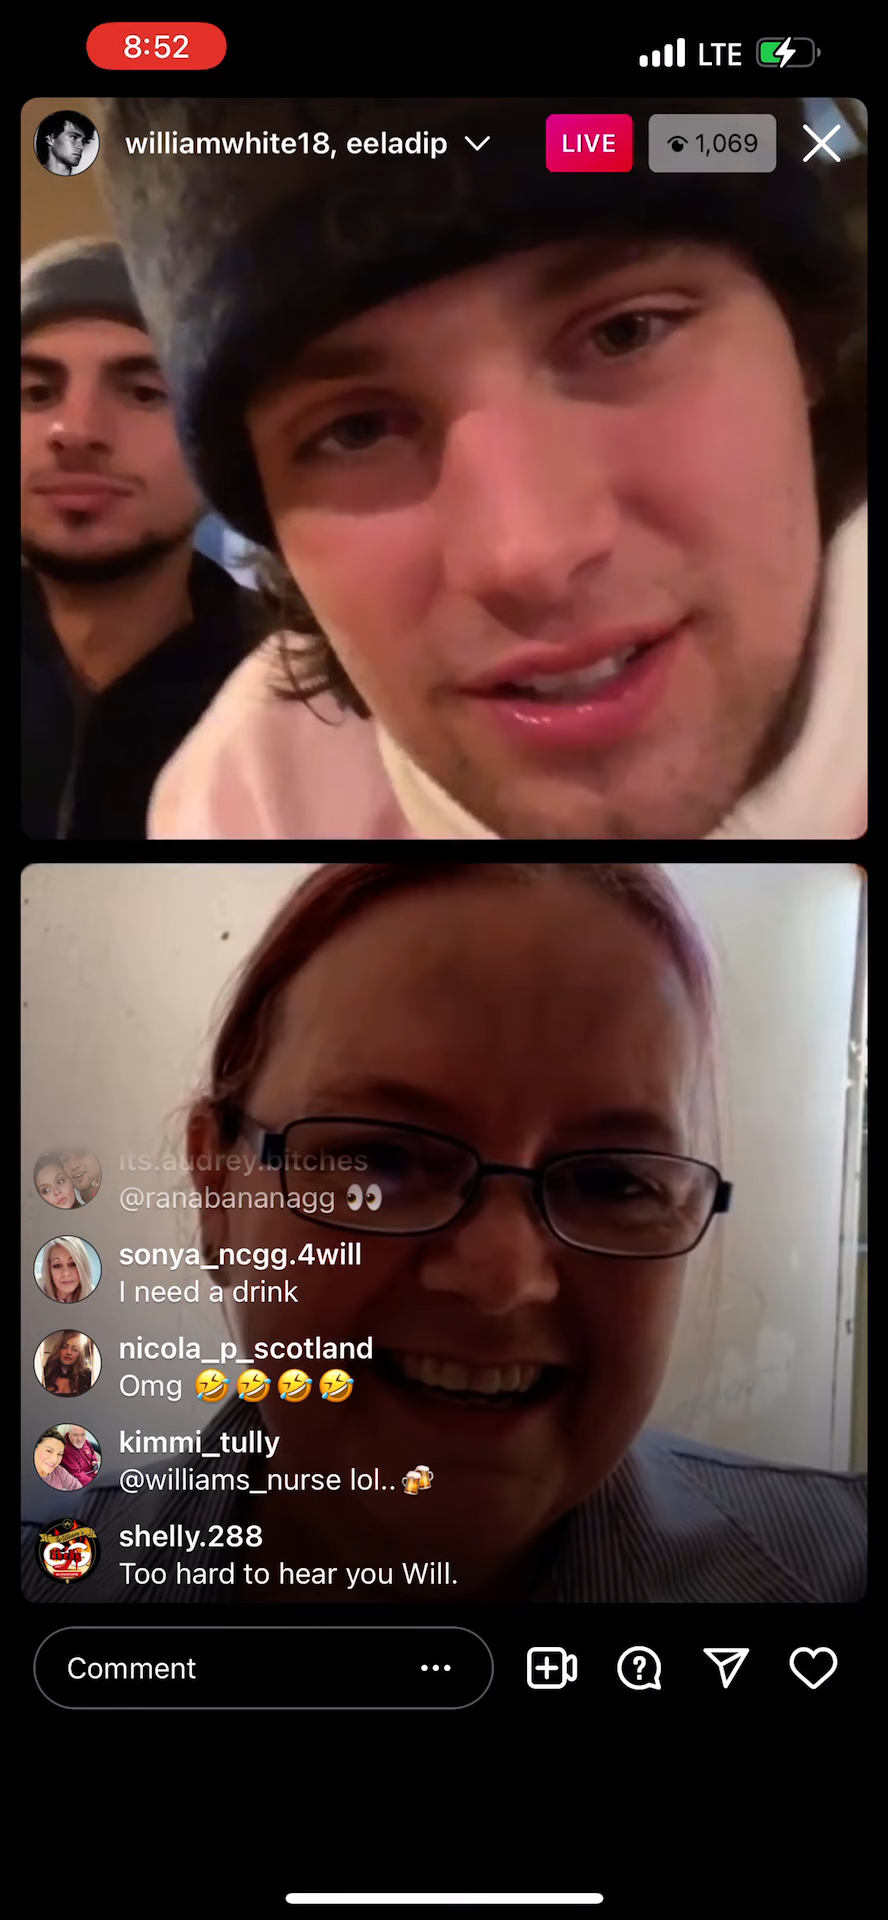 8:52
LTE
williamwhite18, eeladip
LIVE
1,069
its.audrey.bitches
@ranabananagg 👀
sonya_ncgg.4will
I need a drink
nicola_p_scotland
Omg 🤣🤣🤣🤣
kimmi_tully
@williams_nurse lol..🍻
shelly.288
Too hard to hear you Will.
Comment